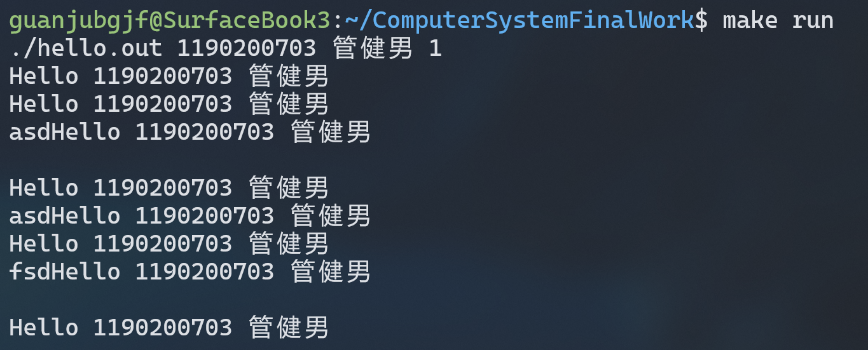 guanjubgjf@SurfaceBook3:~/ComputerSystemFinalWork$ make run
./hello.out 1190200703 管健男 1
Hello 1190200703 管健男
Hello 1190200703 管健男
asdHello 1190200703 管健男
Hello 1190200703 管健男
asdHello 1190200703 管健男
Hello 1190200703 管健男
fsdHello 1190200703 管健男
Hello 1190200703 管健男